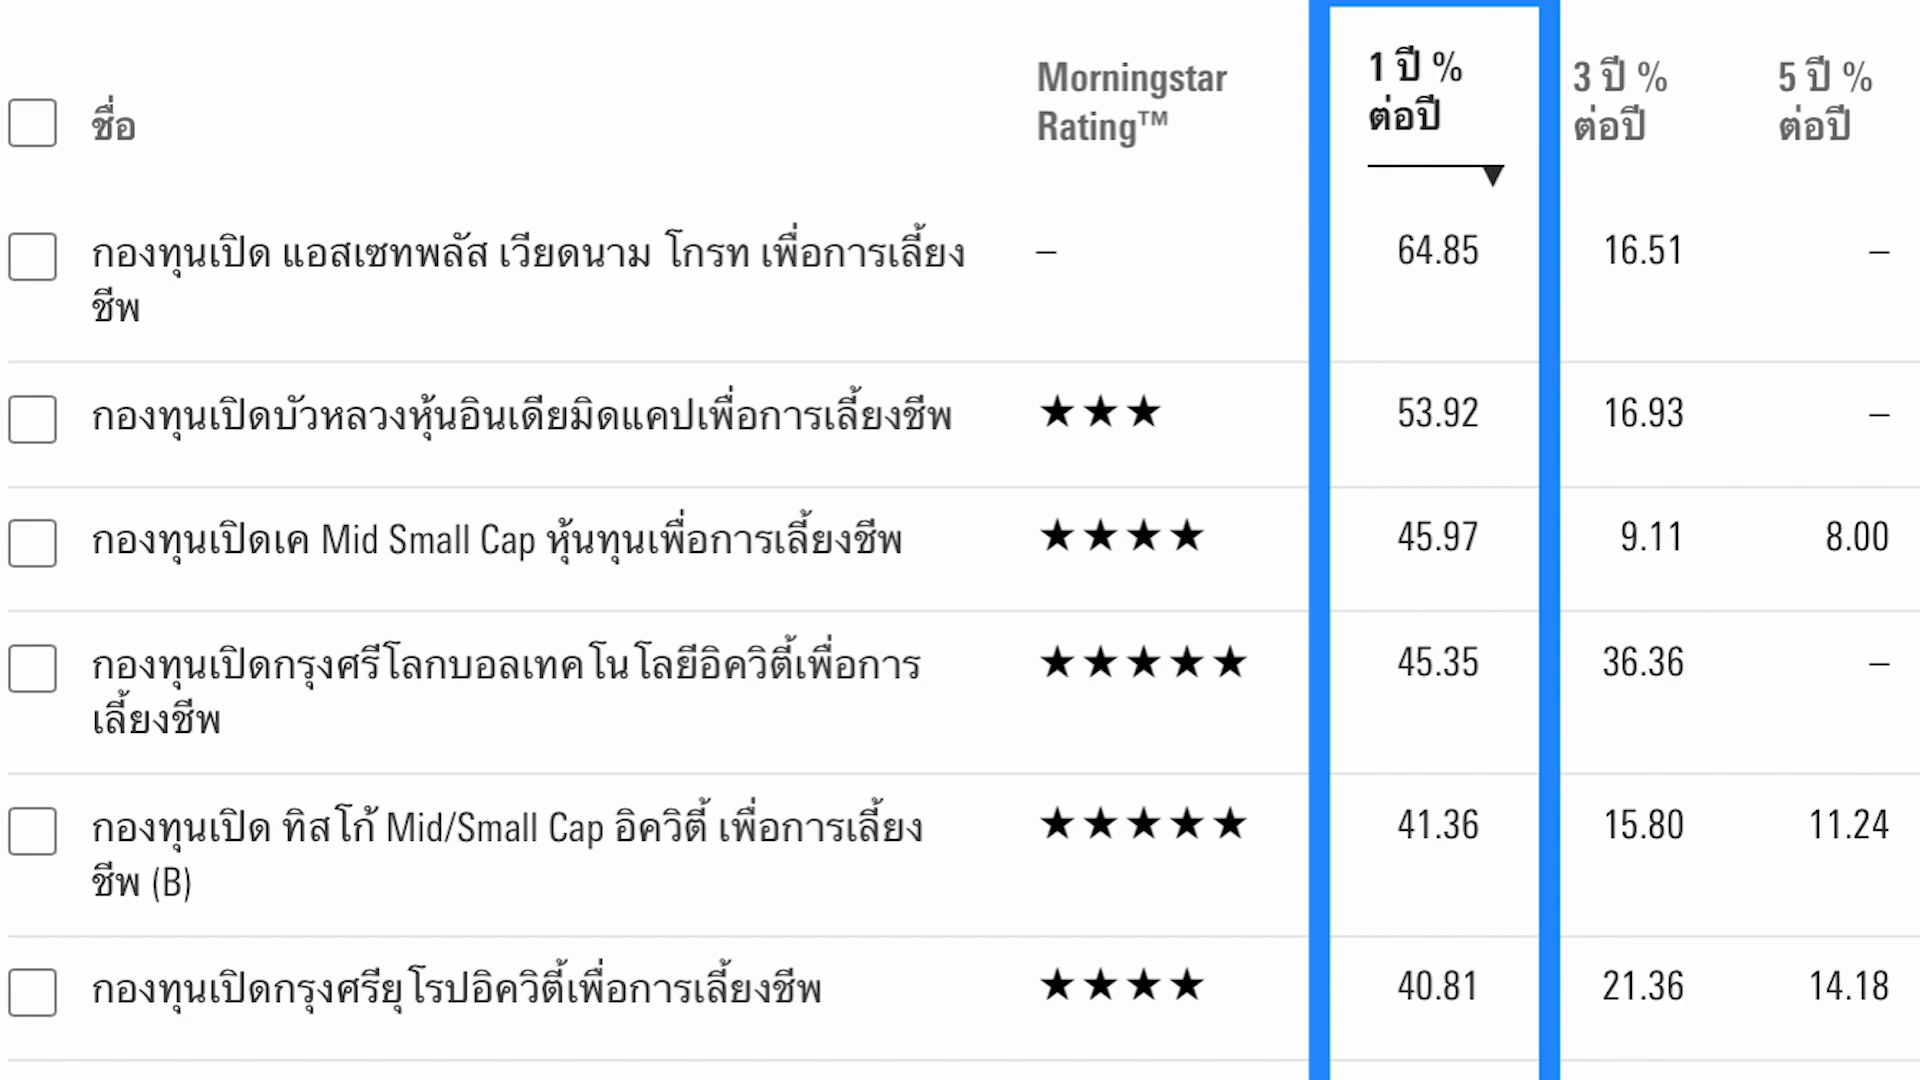 ชื่อ Morningstar Rating™ 1 ปี % ต่อปี 3 ปี % ต่อปี 5 ปี % ต่อปี
กองทุนเปิด แอสเซทพลัส เวียดนาม โกรท เพื่อการเลี้ยง – 64.85 16.51 –
ชีพ
กองทุนเปิดบัวหลวงหุ้นอินเดียมิดแคปเพื่อการเลี้ยงชีพ ★★★ 53.92 16.93 –
กองทุนเปิดเค Mid Small Cap หุ้นทุนเพื่อการเลี้ยงชีพ ★★★★ 45.97 9.11 8.00
กองทุนเปิดกรุงศรีโลกบอลเทคโนโลยีอิควิตี้เพื่อการ ★★★★★ 45.35 36.36 –
เลี้ยงชีพ
กองทุนเปิด ทิสโก้ Mid/Small Cap อิควิตี้ เพื่อการเลี้ยง ★★★★★ 41.36 15.80 11.24
ชีพ (B)
กองทุนเปิดกรุงศรียุโรปอิควิตี้เพื่อการเลี้ยงชีพ ★★★★ 40.81 21.36 14.18